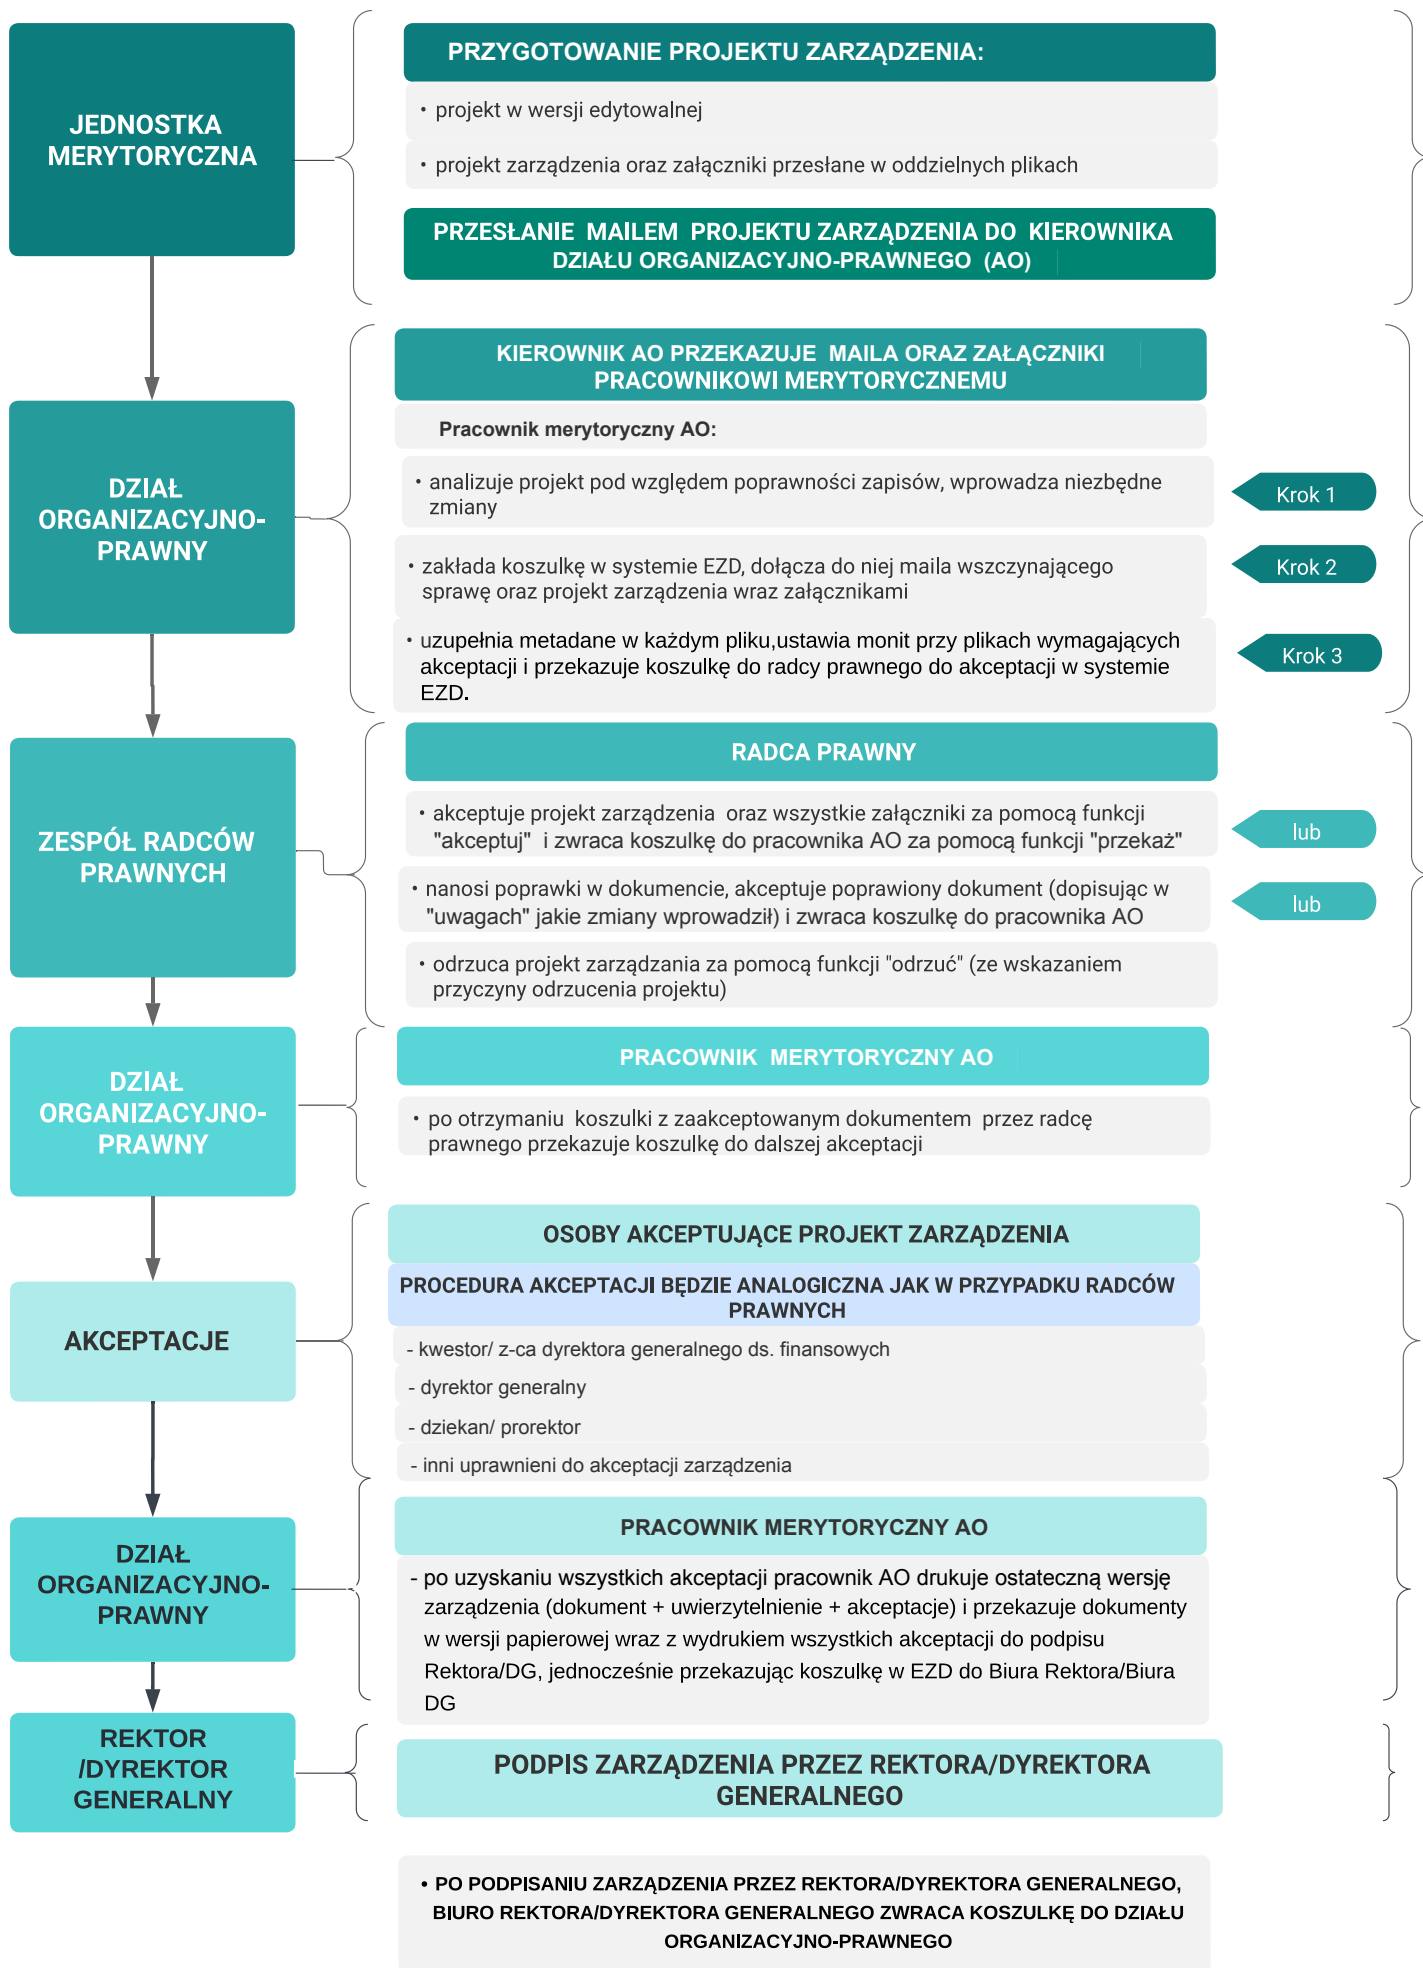 JEDNOSTKA
MERYTORYCZNA
PRZYGOTOWANIE PROJEKTU ZARZĄDZENIA:
• projekt w wersji edytowalnej
• projekt zarządzenia oraz załączniki przesłane w oddzielnych plikach
PRZESŁANIE MAILEM PROJEKTU ZARZĄDZENIA DO KIEROWNIKA
DZIAŁU ORGANIZACYJNO-PRAWNEGO (AO)
DZIAŁ
ORGANIZACYJNO-
PRAWNY
KIEROWNIK AO PRZEKAZUJE MAILA ORAZ ZAŁĄCZNIKI
PRACOWNIKOWI MERYTORYCZNEMU
Pracownik merytoryczny AO:
• analizuje projekt pod względem poprawności zapisów, wprowadza niezbędne
zmiany
Krok 1
• zakłada koszulkę w systemie EZD, dołącza do niej maila wszczynającego
sprawę oraz projekt zarządzenia wraz załącznikami
Krok 2
• uzupełnia metadane w każdym pliku,ustawia monit przy plikach wymagających
akceptacji i przekazuje koszulkę do radcy prawnego do akceptacji w systemie
EZD.
Krok 3
ZESPÓŁ RADCÓW
PRAWNYCH
RADCA PRAWNY
• akceptuje projekt zarządzenia oraz wszystkie załączniki za pomocą funkcji
"akceptuj" i zwraca koszulkę do pracownika AO za pomocą funkcji "przekaż"
lub
• nanosi poprawki w dokumencie, akceptuje poprawiony dokument (dopisując w
"uwagach" jakie zmiany wprowadził) i zwraca koszulkę do pracownika AO
lub
• odrzuca projekt zarządzania za pomocą funkcji "odrzuć" (ze wskazaniem
przyczyny odrzucenia projektu)
DZIAŁ
ORGANIZACYJNO-
PRAWNY
PRACOWNIK MERYTORYCZNY AO
• po otrzymaniu koszulki z zaakceptowanym dokumentem przez radcę
prawnego przekazuje koszulkę do dalszej akceptacji
AKCEPTACJE
OSOBY AKCEPTUJĄCE PROJEKT ZARZĄDZENIA
PROCEDURA AKCEPTACJI BĘDZIE ANALOGICZNA JAK W PRZYPADKU RADCÓW
PRAWNYCH
- kwestor/ z-ca dyrektora generalnego ds. finansowych
- dyrektor generalny
- dziekan/ prorektor
- inni uprawnieni do akceptacji zarządzenia
DZIAŁ
ORGANIZACYJNO-
PRAWNY
PRACOWNIK MERYTORYCZNY AO
- po uzyskaniu wszystkich akceptacji pracownik AO drukuje ostateczną wersję
zarządzenia (dokument + uwierzytelnienie + akceptacje) i przekazuje dokumenty
w wersji papierowej wraz z wydrukiem wszystkich akceptacji do podpisu
Rektora/DG, jednocześnie przekazując koszulkę w EZD do Biura Rektora/Biura
DG
REKTOR
/DYREKTOR
GENERALNY
PODPIS ZARZĄDZENIA PRZEZ REKTORA/DYREKTORA
GENERALNEGO
• PO PODPISANIU ZARZĄDZENIA PRZEZ REKTORA/DYREKTORA GENERALNEGO,
BIURO REKTORA/DYREKTORA GENERALNEGO ZWRACA KOSZULKĘ DO DZIAŁU
ORGANIZACYJNO-PRAWNEGO